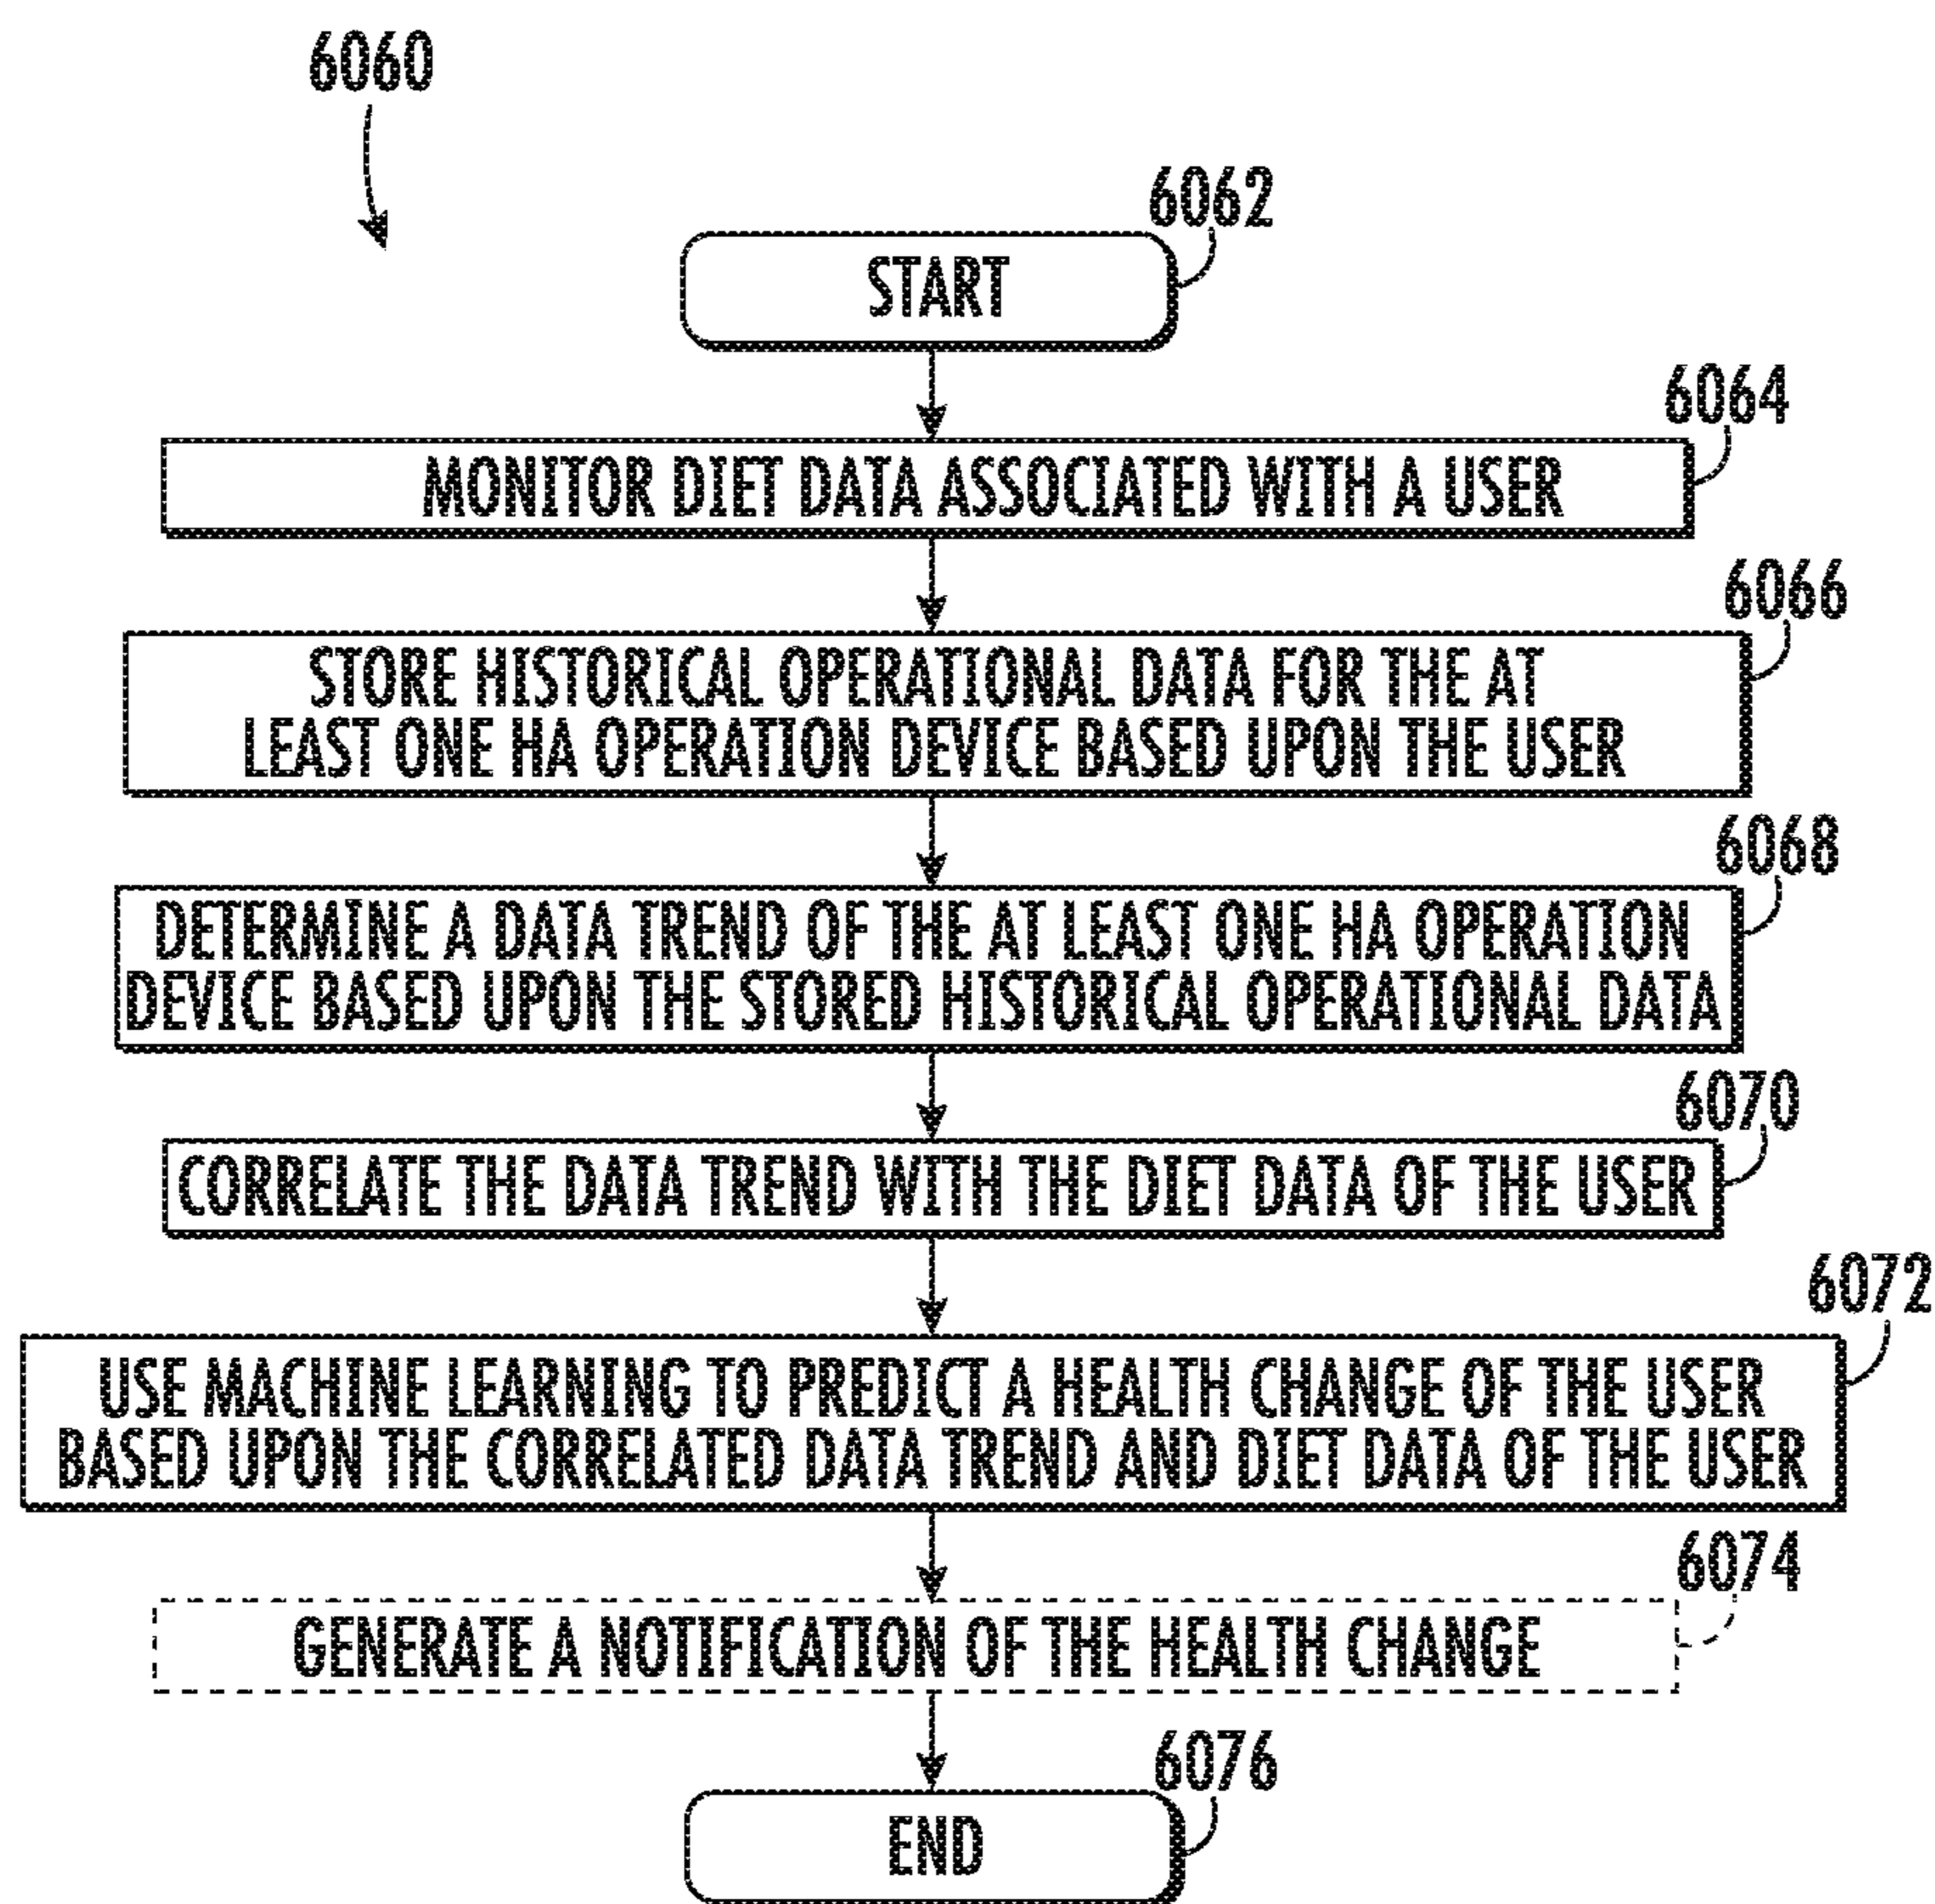 6060
6062
START
6064
MONITOR DIET DATA ASSOCIATED WITH A USER
6066
STORE HISTORICAL OPERATIONAL DATA FOR THE AT
LEAST ONE HA OPERATION DEVICE BASED UPON THE USER
6068
DETERMINE A DATA TREND OF THE AT LEAST ONE HA OPERATION
DEVICE BASED UPON THE STORED HISTORICAL OPERATIONAL DATA
6070
CORRELATE THE DATA TREND WITH THE DIET DATA OF THE USER
6072
USE MACHINE LEARNING TO PREDICT A HEALTH CHANGE OF THE USER
BASED UPON THE CORRELATED DATA TREND AND DIET DATA OF THE USER
6074
GENERATE A NOTIFICATION OF THE HEALTH CHANGE
6076
END